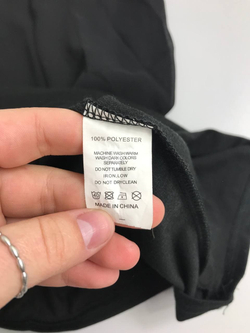 100% POLYESTER
MACHINE WASH WARM
WASH DARK COLORS
SEPARATELY
DO NOT TUMBLE DRY
IRON LOW
DO NOT DRYCLEAN
MADE IN CHINA